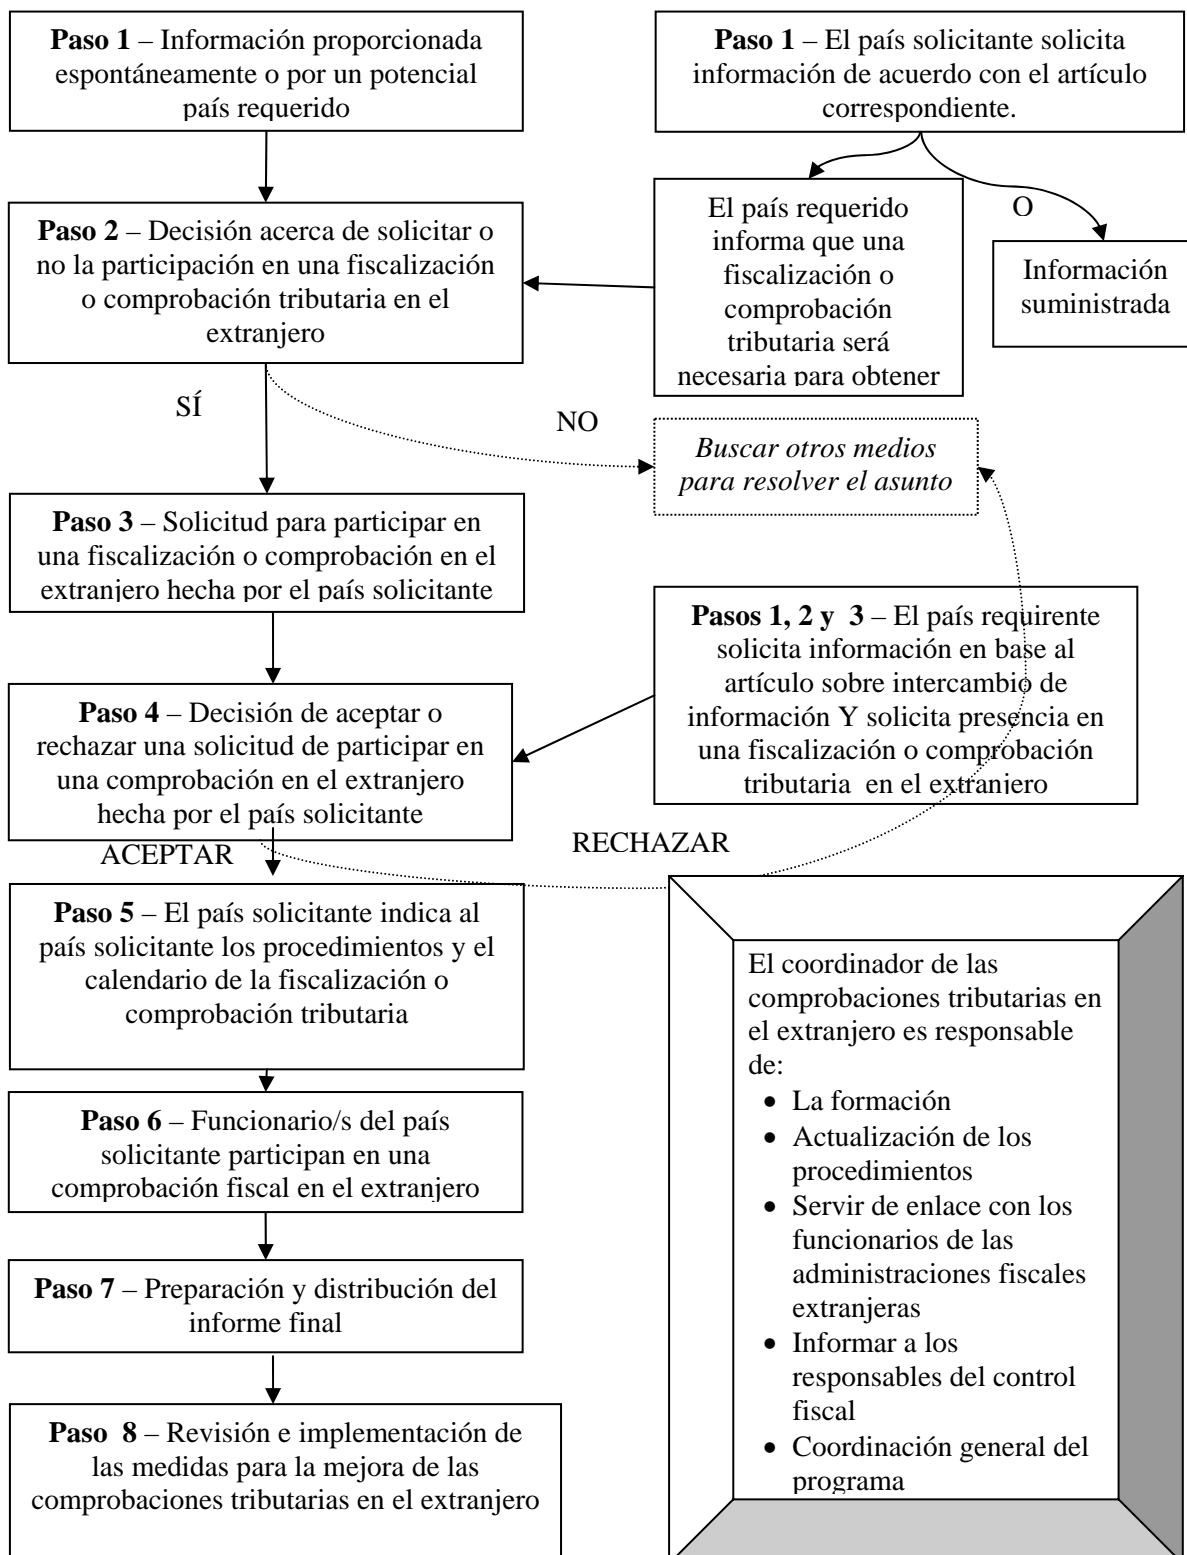 Paso 1 – Información proporcionada
espontáneamente o por un potencial
país requerido
Paso 1 – El país solicitante solicita
información de acuerdo con el artículo
correspondiente.
Paso 2 – Decisión acerca de solicitar o
no la participación en una fiscalización
o comprobación tributaria en el
extranjero
El país requerido
informa que una
fiscalización o
comprobación
tributaria será
necesaria para obtener
O
Información
suministrada
SÍ
NO
Buscar otros medios
para resolver el asunto
Paso 3 – Solicitud para participar en
una fiscalización o comprobación en el
extranjero hecha por el país solicitante
Pasos 1, 2 y 3 – El país requirente
solicita información en base al
artículo sobre intercambio de
información Y solicita presencia en
una fiscalización o comprobación
tributaria en el extranjero
Paso 4 – Decisión de aceptar o
rechazar una solicitud de participar en
una comprobación en el extranjero
hecha por el país solicitante
ACEPTAR
RECHAZAR
Paso 5 – El país solicitante indica al
país solicitante los procedimientos y el
calendario de la fiscalización o
comprobación tributaria
Paso 6 – Funcionario/s del país
solicitante participan en una
comprobación fiscal en el extranjero
Paso 7 – Preparación y distribución del
informe final
Paso 8 – Revisión e implementación de
las medidas para la mejora de las
comprobaciones tributarias en el extranjero
El coordinador de las
comprobaciones tributarias en
el extranjero es responsable
de:
• La formación
• Actualización de los
procedimientos
• Servir de enlace con los
funcionarios de las
administraciones fiscales
extranjeras
• Informar a los
responsables del control
fiscal
• Coordinación general del
programa